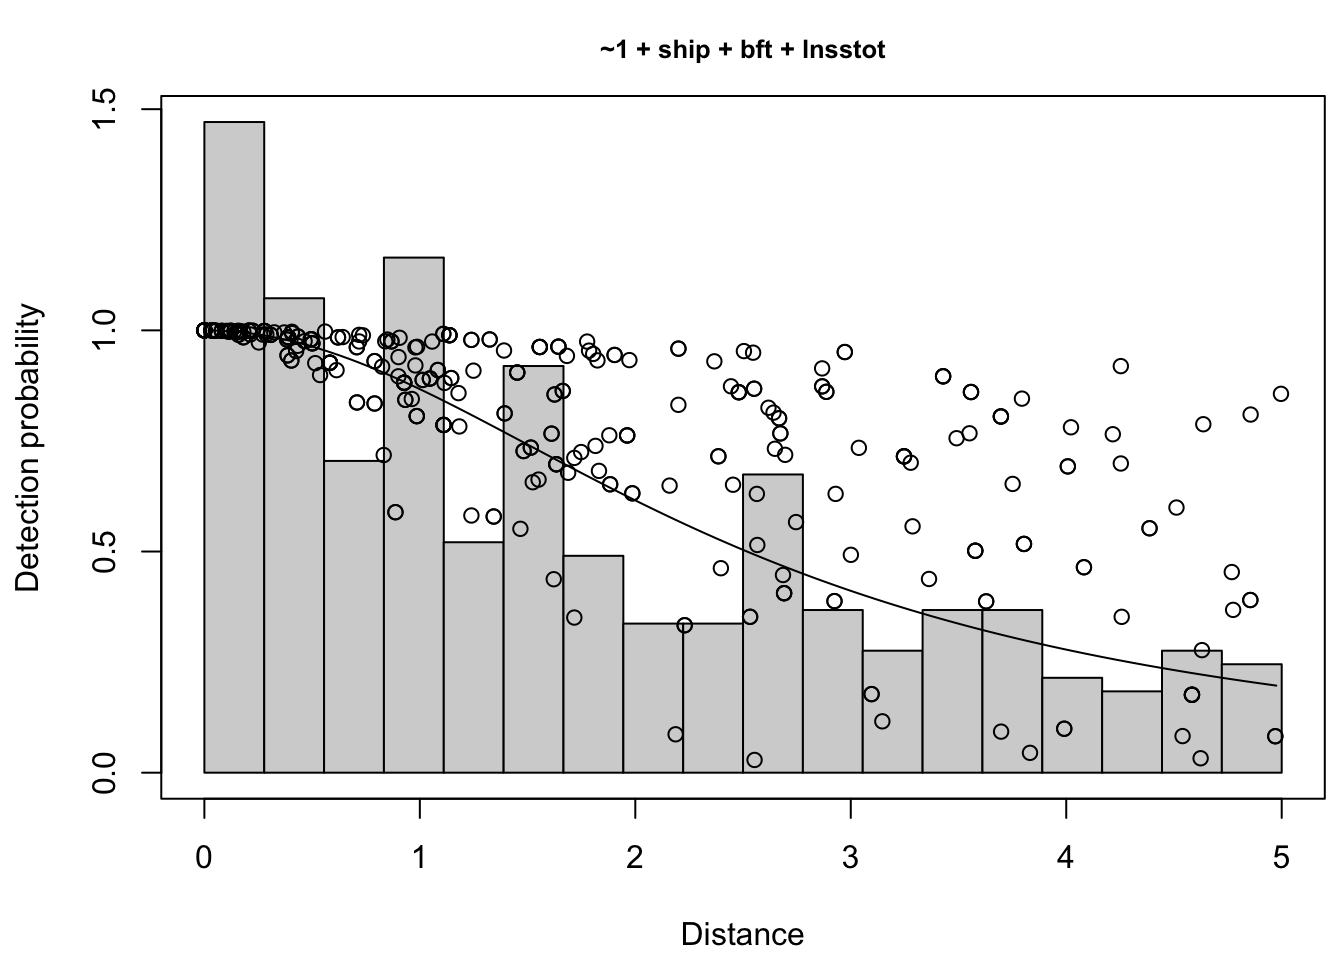 ~1 + ship + bft + lnsstot
Detection probability
1.5
1.0
0.5
0.0
0 1 2 3 4 5
Distance